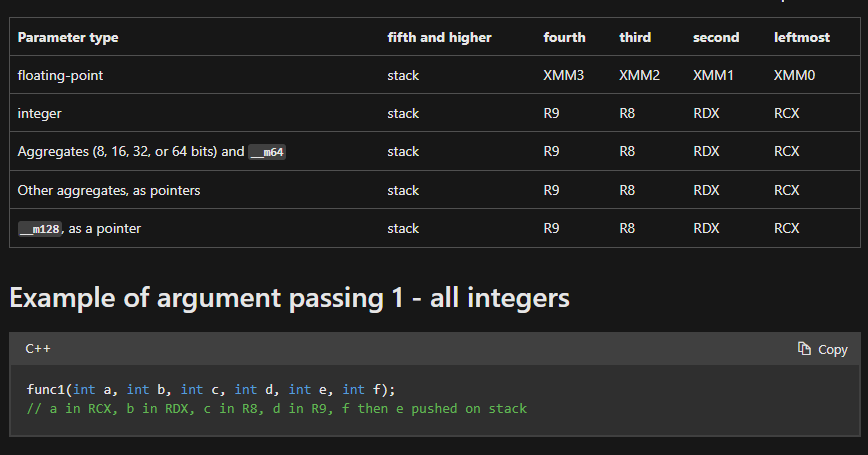 Parameter type fifth and higher fourth third second leftmost
floating-point stack XMM3 XMM2 XMM1 XMM0
integer stack R9 R8 RDX RCX
Aggregates (8, 16, 32, or 64 bits) and __m64 stack R9 R8 RDX RCX
Other aggregates, as pointers stack R9 R8 RDX RCX
__m128, as a pointer stack R9 R8 RDX RCX
Example of argument passing 1 - all integers
C++ Copy
func1(int a, int b, int c, int d, int e, int f);
// a in RCX, b in RDX, c in R8, d in R9, f then e pushed on stack